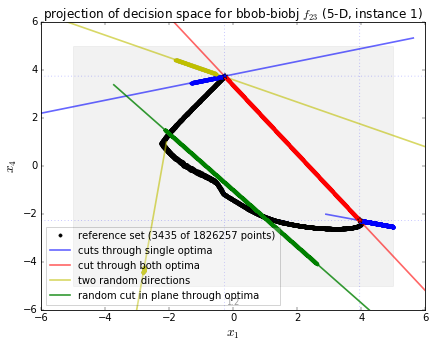 projection of decision space for bbob-biobj f23 (5-D, instance 1)
6
4
2
0
−2
−4
−6
x4
reference set (3435 of 1826257 points)
cuts through single optima
cut through both optima
two random directions
random cut in plane through optima
−6
−4
−2
0
2
4
6
x1